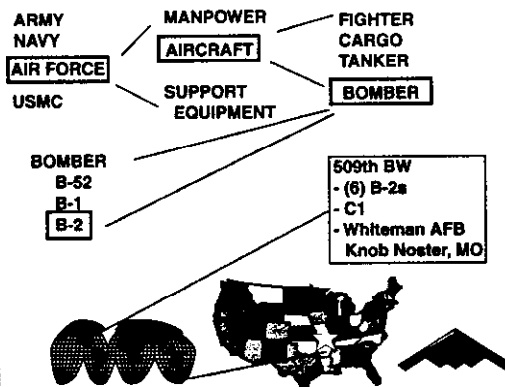 ARMY
NAVY
AIR FORCE
USMC
MANPOWER
AIRCRAFT
SUPPORT
EQUIPMENT
FIGHTER
CARGO
TANKER
BOMBER
BOMBER
B-52
B-1
B-2
509th BW
- (6) B-2s
- C1
- Whiteman AFB
Knob Noster, MO